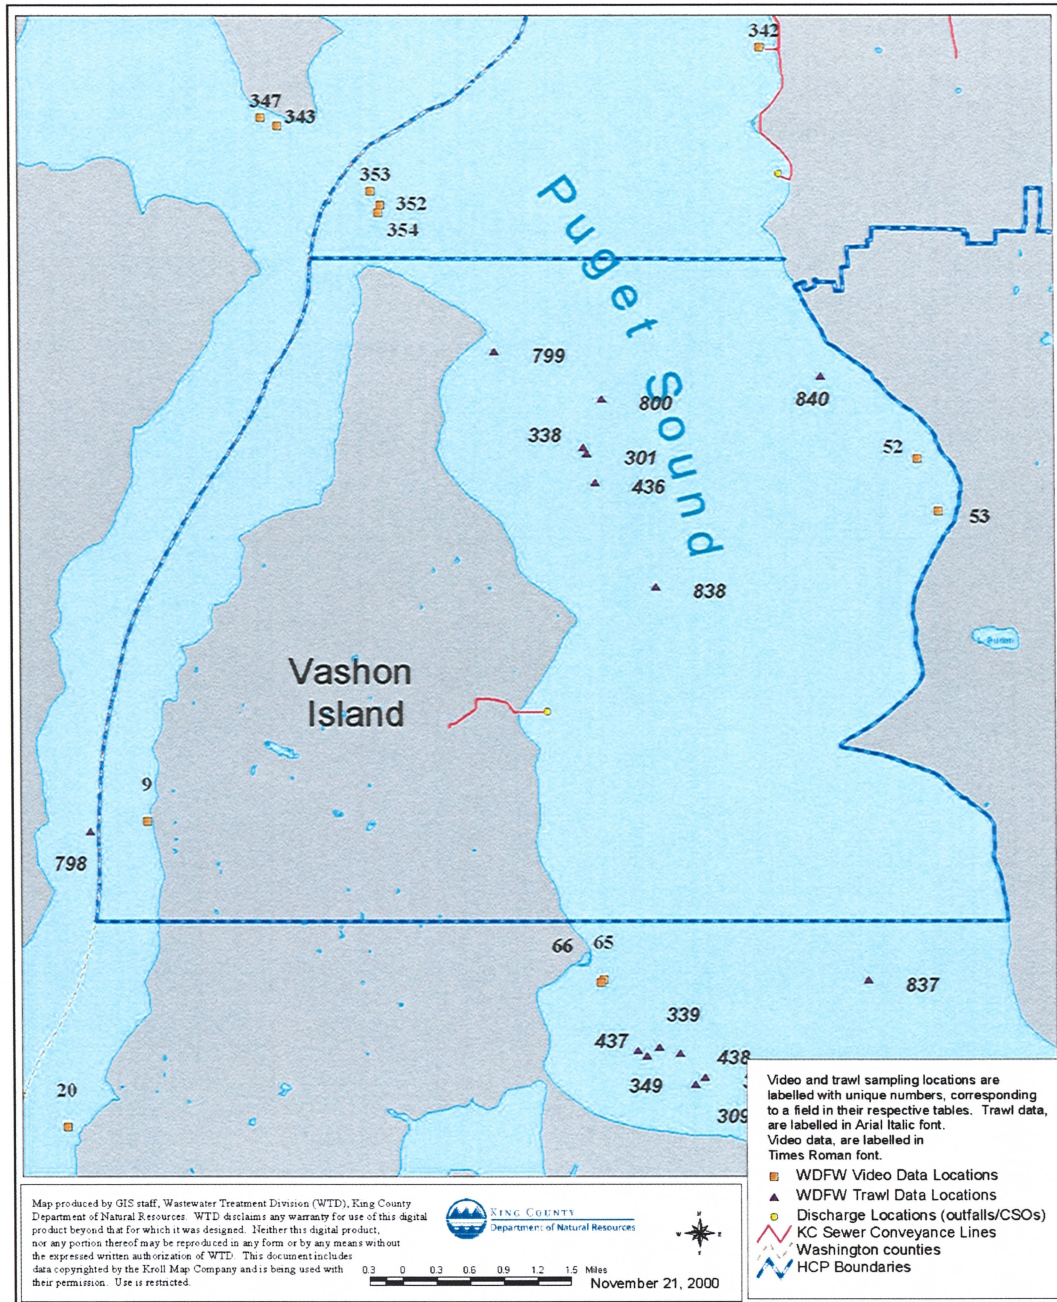 342
347
343
353
352
354
Puget Sound
799
800
840
338
301
52
436
53
838
Vashon
Island
9
798
66
65
837
339
437
438
349
309
20
Video and trawl sampling locations are
labelled with unique numbers, corresponding
to a field in their respective tables. Trawl data,
are labelled in Arial Italic font.
Video data, are labelled in
Times Roman font.
WDFW Video Data Locations
WDFW Trawl Data Locations
Discharge Locations (outfalls/CSOs)
KC Sewer Conveyance Lines
Washington counties
HCP Boundaries
Map produced by GIS staff, Wastewater Treatment Division (WTD), King County
Department of Natural Resources. WTD disclaims any warranty for use of this digital
product beyond that for which it was designed. Neither this digital product,
nor any portion thereof may be reproduced in any form or by any means without
the expressed written authorization of WTD. This document includes
data copyrighted by the Kroll Map Company and is being used with
their permission. Use is restricted.
KING COUNTY
Department of Natural Resources
N
W E
S
0.3 0 0.3 0.6 0.9 1.2 1.5 Miles
November 21, 2000